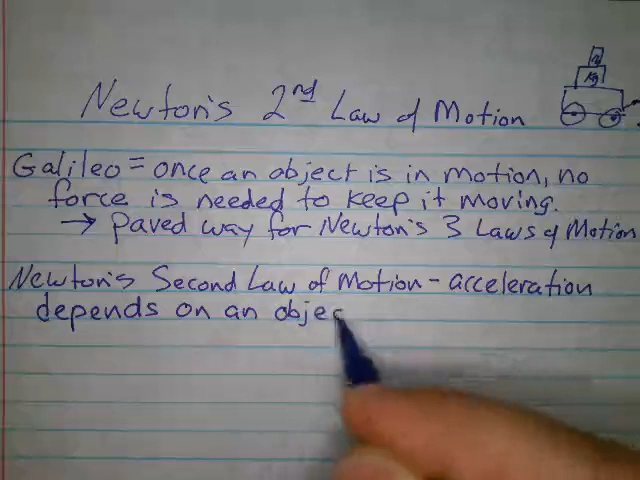 Newton's 2nd Law of Motion
Kg
Galileo = once an object is in motion, no
force is needed to keep it moving.
→ paved way for Newton's 3 Laws of Motion
Newton's Second Law of Motion - acceleration
depends on an objec